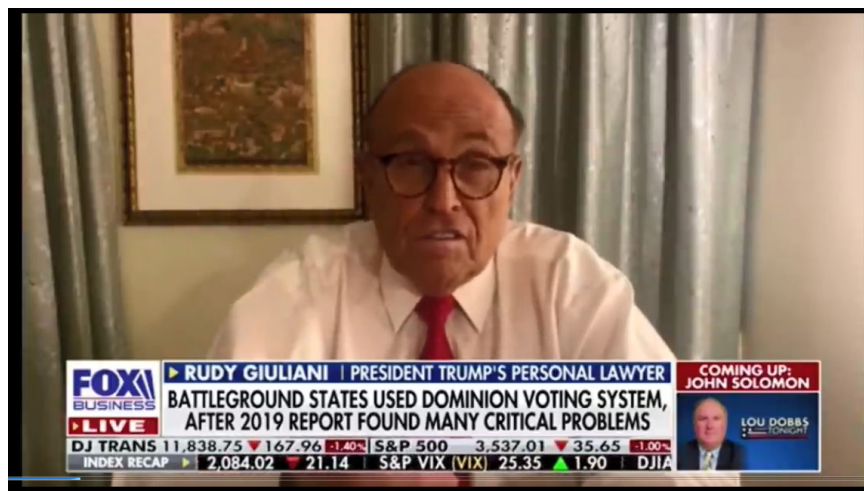 FOX
BUSINESS
LIVE
RUDY GIULIANI | PRESIDENT TRUMP'S PERSONAL LAWYER
BATTLEGROUND STATES USED DOMINION VOTING SYSTEM,
AFTER 2019 REPORT FOUND MANY CRITICAL PROBLEMS
COMING UP:
JOHN SOLOMON
LOU DOBBS
TONIGHT
DJ TRANS 11,838.75 ▼ 167.96 -1.40% S&P 500 3,537.01 ▼ 35.65 -1.00%
INDEX RECAP 2,084.02 ▼ 21.14 | S&P VIX (VIX) 25.35 ▲ 1.90 | DJIA